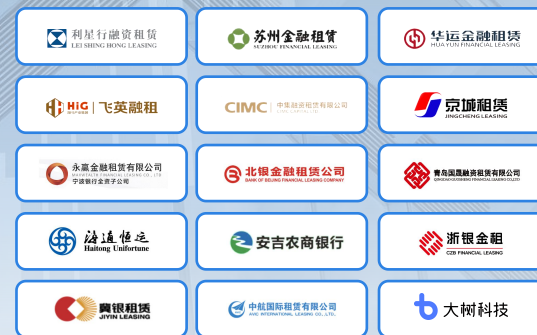 利星行融资租赁
LEI SHING HONG LEASING
苏州金融租赁
SUZHOU FINANCIAL LEASING
华运金融租赁
HUA YUN FINANCIAL LEASING
HiG 飞英融租
CIMC 中集融资租赁有限公司
京城租赁
JINGCHENG LEASING
永赢金融租赁有限公司
MAXWEALTH FINANCIAL LEASING CO., LTD
宁波银行全资子公司
北银金融租赁公司
BANK OF BEIJING FINANCIAL LEASING COMPANY
青岛国晟融资租赁有限公司
海通恒运
Haitong Unifortune
安吉农商银行
浙银金租
CZB FINANCIAL LEASING
冀银租赁
JIYIN LEASING
中航国际租赁有限公司
AVIC INTERNATIONAL LEASING CO., LTD.
大树科技